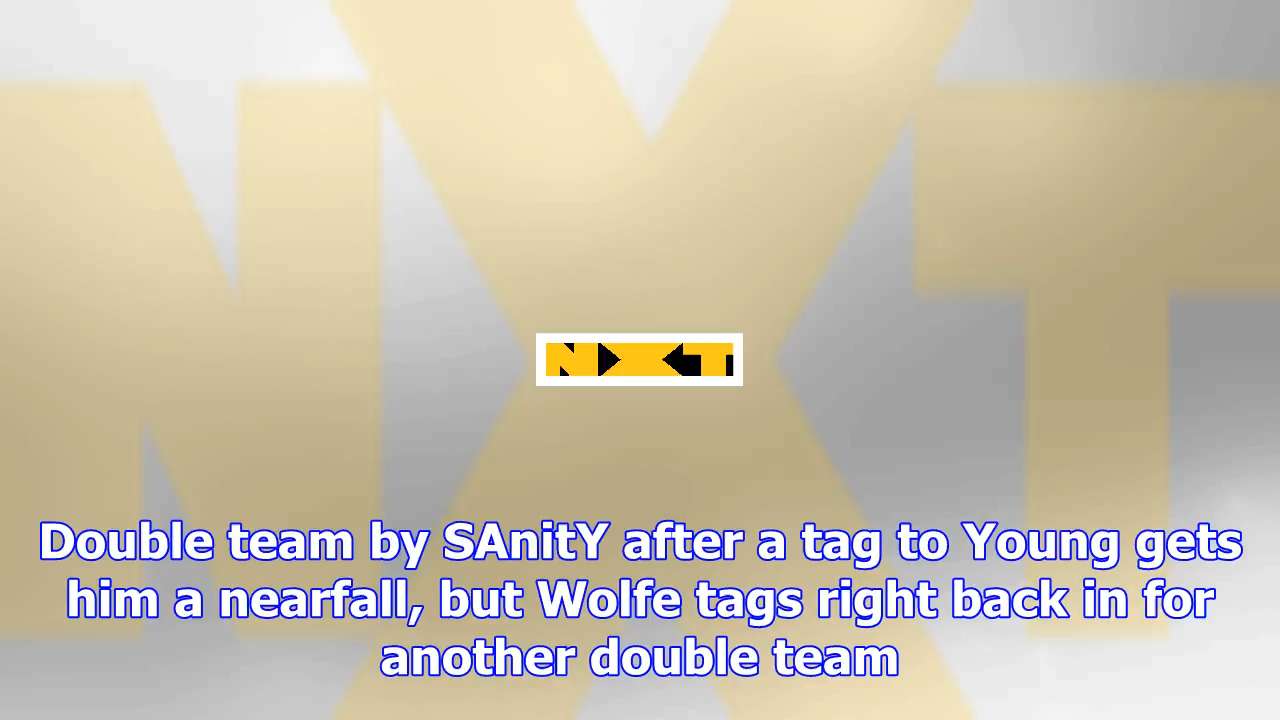 NXT
NXT
Double team by SAnitY after a tag to Young gets
him a nearfall, but Wolfe tags right back in for
another double team